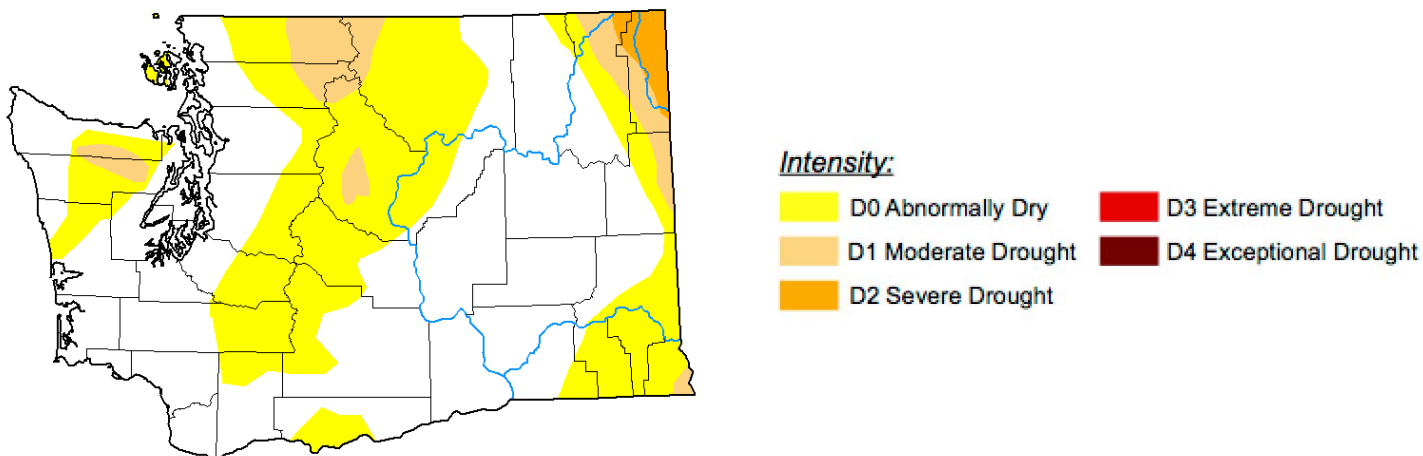 Intensity:
D0 Abnormally Dry
D1 Moderate Drought
D2 Severe Drought
D3 Extreme Drought
D4 Exceptional Drought